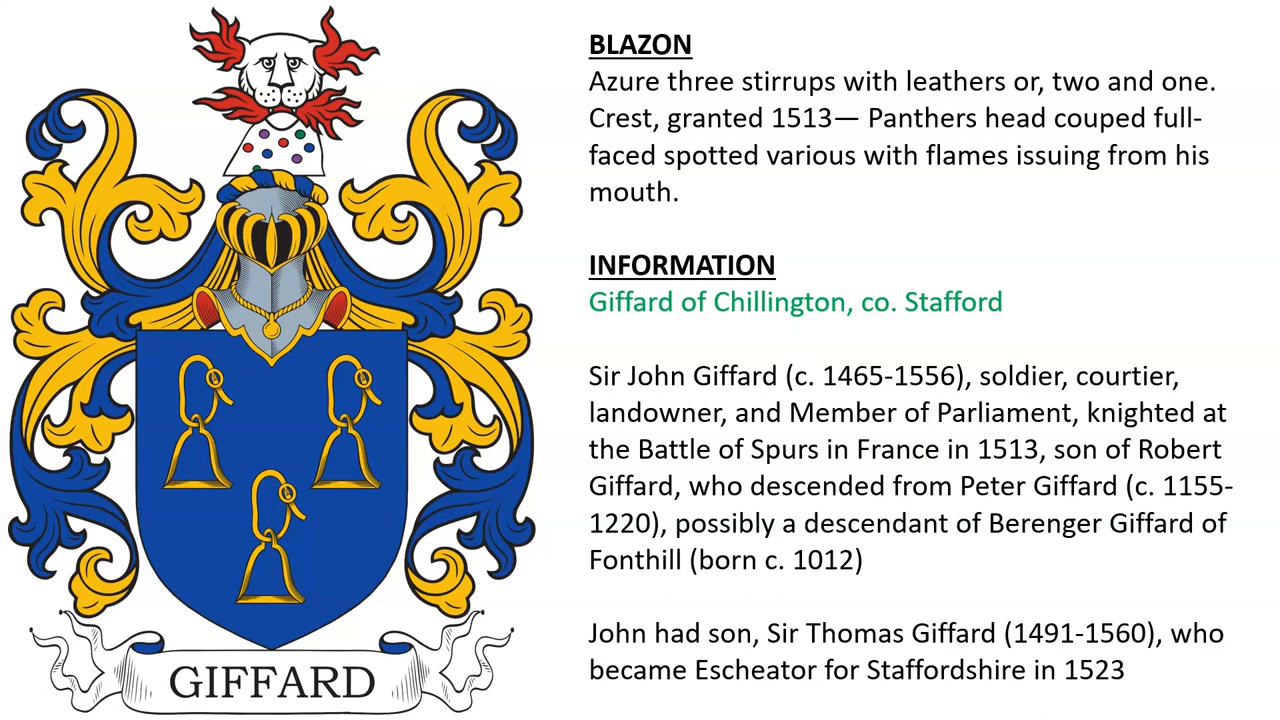 BLAZON
Azure three stirrups with leathers or, two and one.
Crest, granted 1513— Panthers head couped full-
faced spotted various with flames issuing from his
mouth.
INFORMATION
Giffard of Chillington, co. Stafford
Sir John Giffard (c. 1465-1556), soldier, courtier,
landowner, and Member of Parliament, knighted at
the Battle of Spurs in France in 1513, son of Robert
Giffard, who descended from Peter Giffard (c. 1155-
1220), possibly a descendant of Berenger Giffard of
Fonthill (born c. 1012)
John had son, Sir Thomas Giffard (1491-1560), who
became Escheator for Staffordshire in 1523
GIFFARD